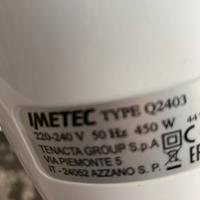 IMETEC TYPE Q2403
220-240 V 50 Hz 450 W
TENACTA GROUP S.p.A
VIA PIEMONTE 5
IT - 24052 AZZANO S. P